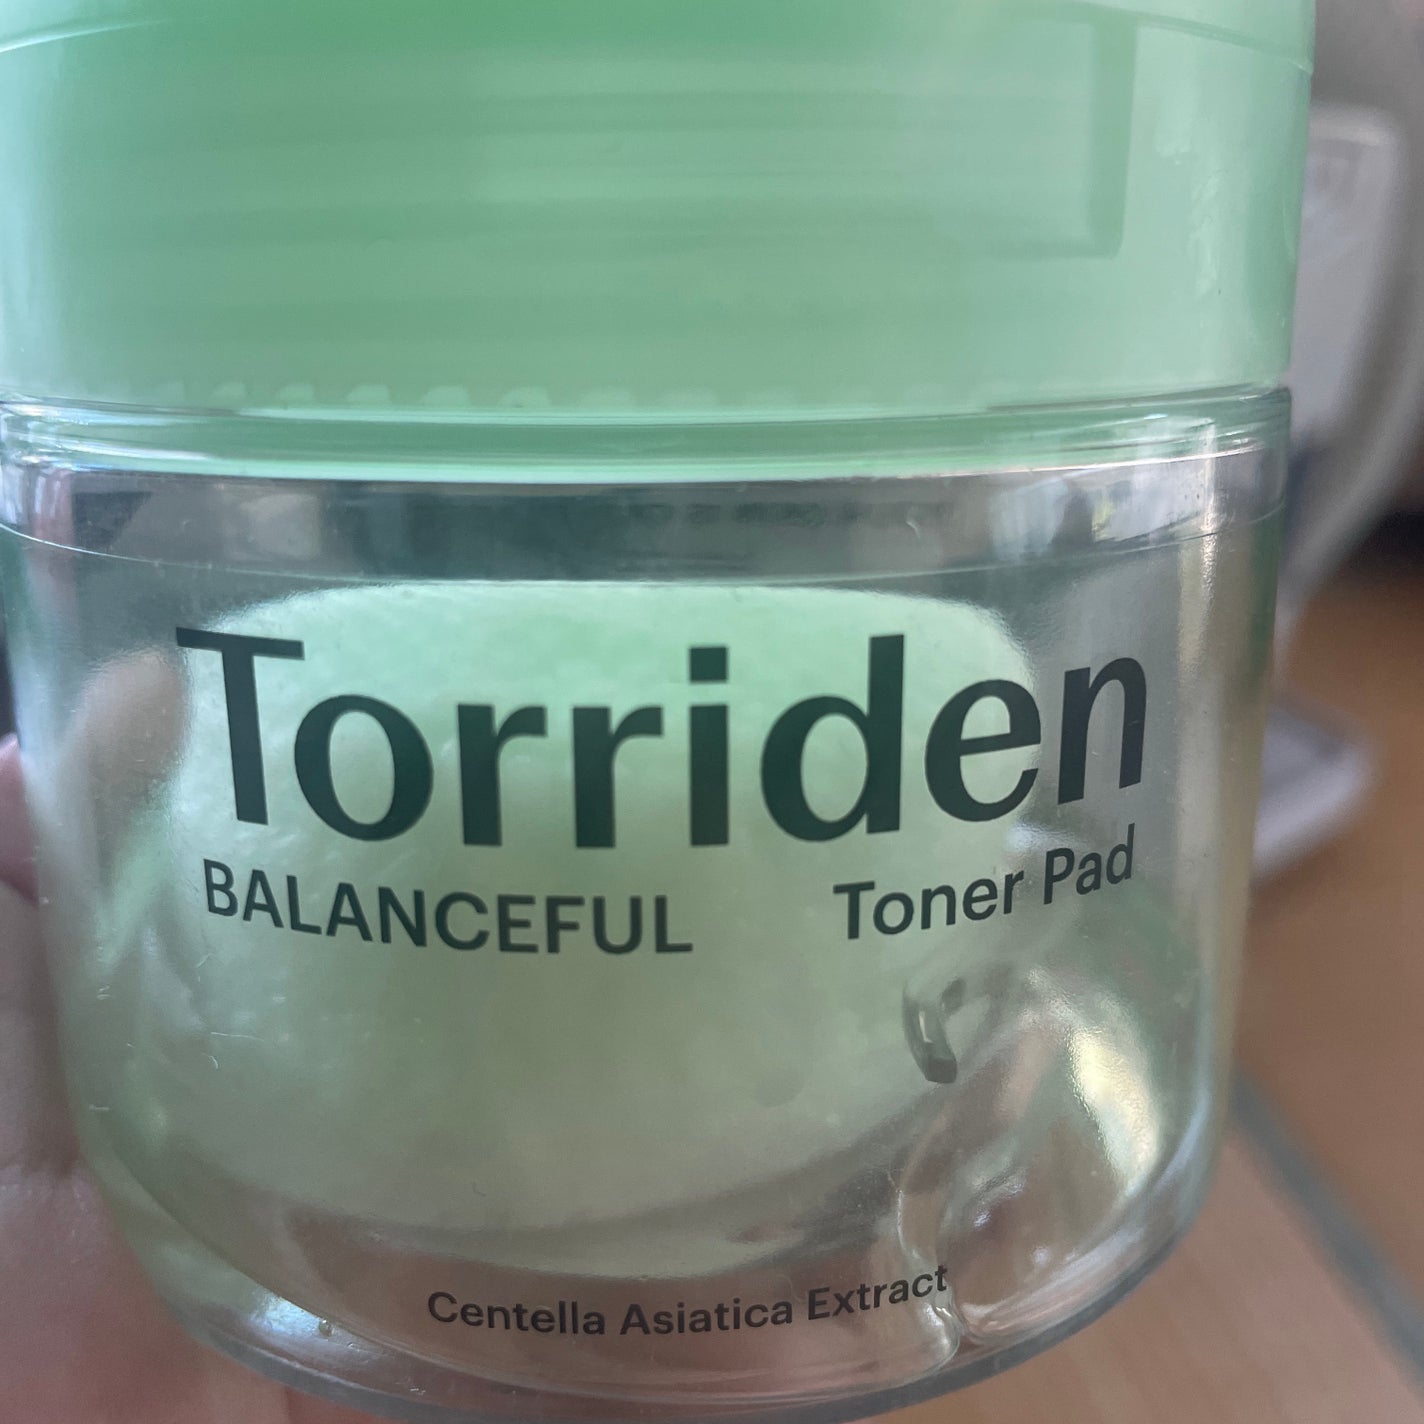 Torriden
BALANCEFUL Toner Pad
Centella Asiatica Extract